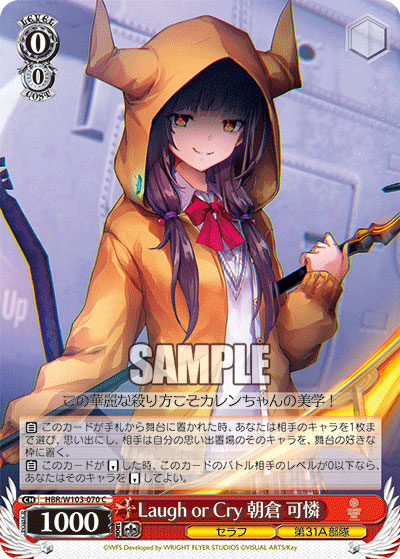 LEVEL
0
0
COST
Up
SAMPLE
この華麗な殺り方こそカレンちゃんの美学！
自 このカードが手札から舞台に置かれた時、あなたは相手のキャラを1枚
まで選び、思い出にし、相手は自分の思い出置場のそのキャラを、舞台の好きな
枠に置く。
自 このカードがリバースした時、このカードのバトル相手のレベルが0以下なら、
あなたはそのキャラを してよい。
CH HBR/W103-070 C
1000
Laugh or Cry 朝倉 可憐
セラフ
第31A部隊
©WFS Developed by WRIGHT FLYER STUDIOS ©VISUAL ARTS/Key